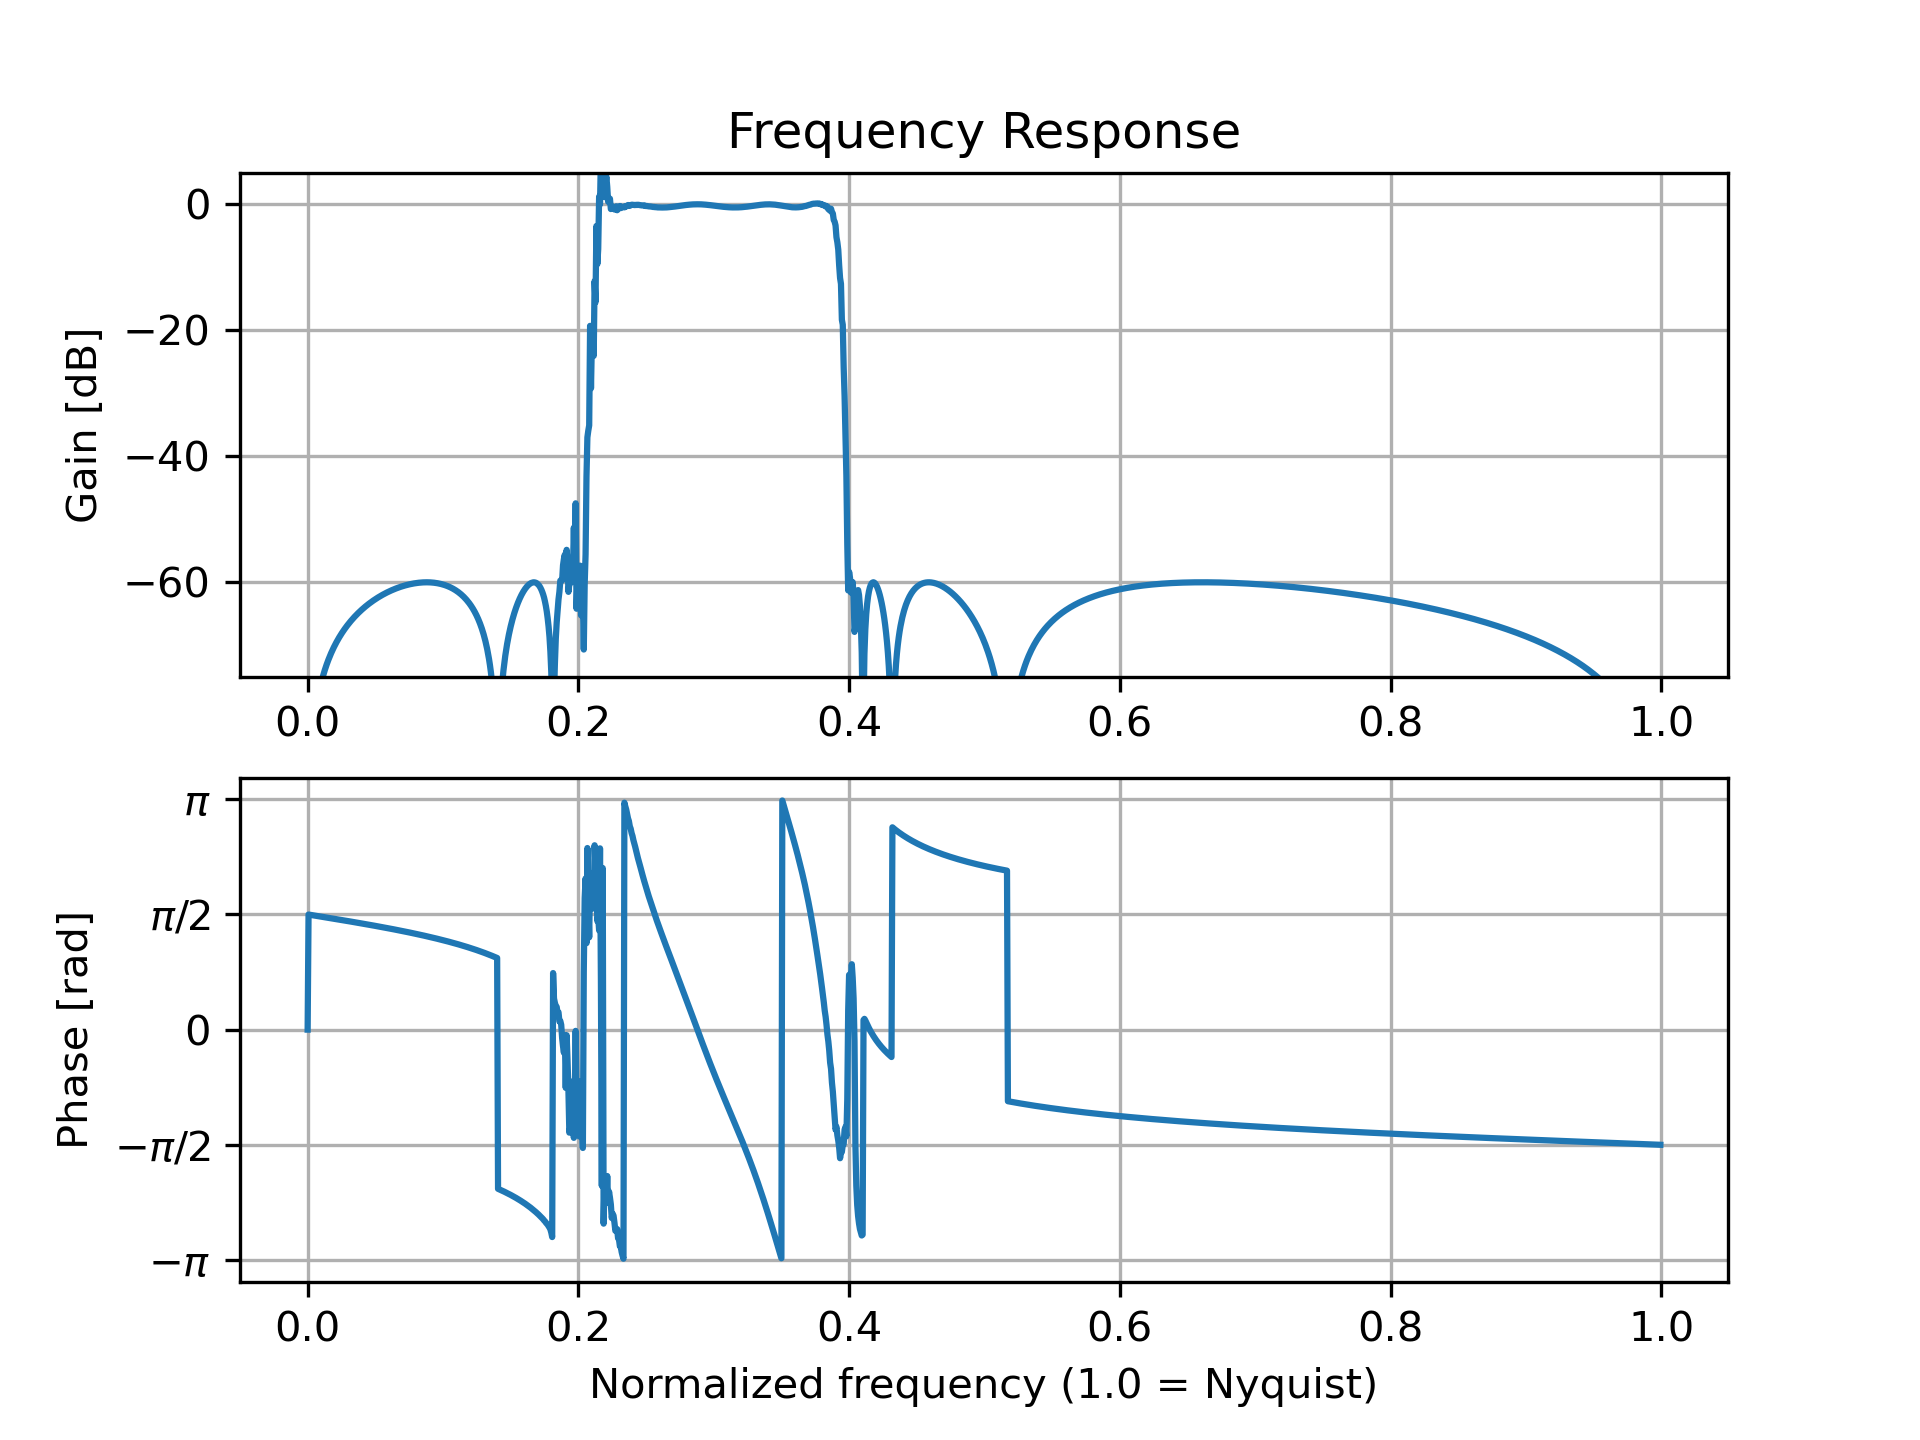 Frequency Response
Gain [dB]
0
−20
−40
−60
0.0 0.2 0.4 0.6 0.8 1.0
Phase [rad]
π
π/2
0
−π/2
−π
0.0 0.2 0.4 0.6 0.8 1.0
Normalized frequency (1.0 = Nyquist)